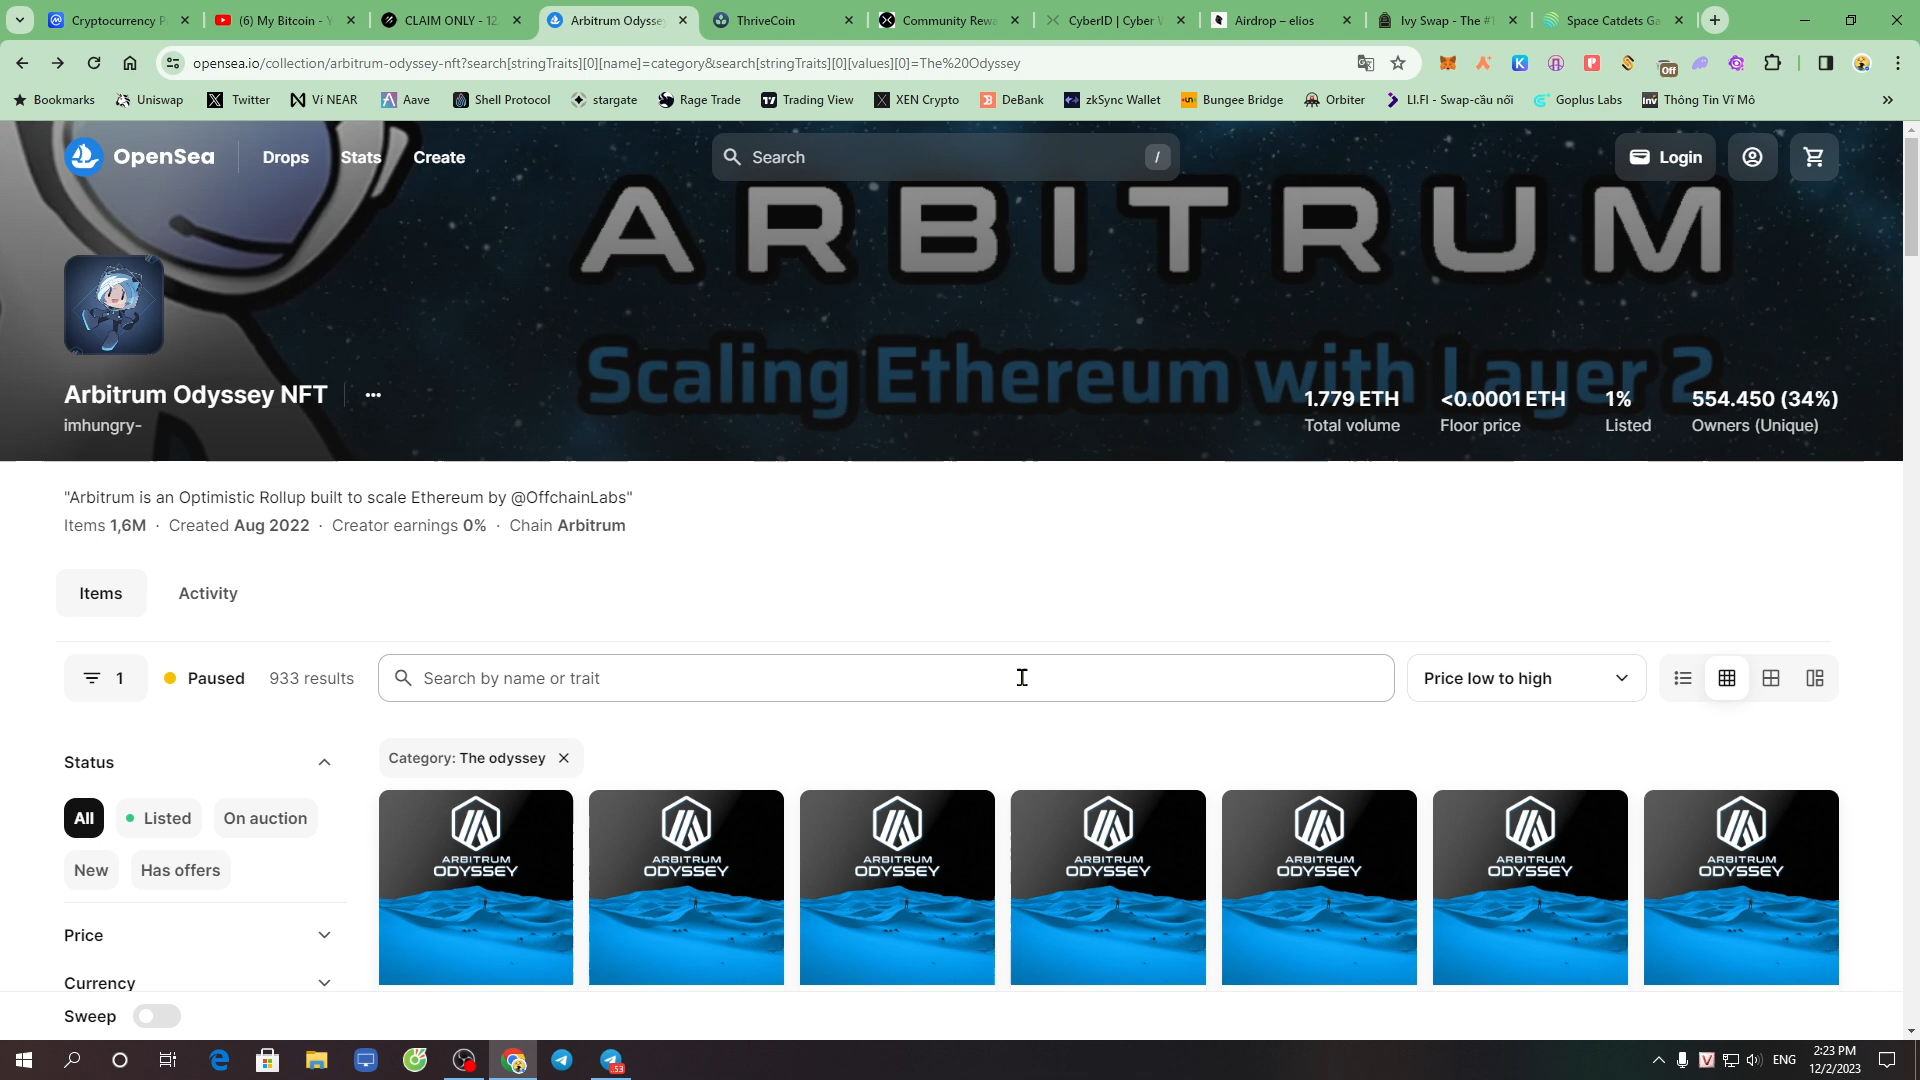 Cryptocurrency P
(6) My Bitcoin - Y
CLAIM ONLY - 12
Arbitrum Odysse
ThriveCoin
Community Rewa
CyberID | Cyber V
Airdrop – elios
Ivy Swap - The #1
Space Catdets Ga
opensea.io/collection/arbitrum-odyssey-nft?search[stringTraits][0][name]=category&search[stringTraits][0][values][0]=The%20Odyssey
Off
Bookmarks
Uniswap
Twitter
Ví NEAR
Aave
Shell Protocol
stargate
Rage Trade
Trading View
XEN Crypto
DeBank
zkSync Wallet
Bungee Bridge
Orbiter
LI.FI - Swap-cầu nối
Goplus Labs
Thông Tin Vĩ Mô
OpenSea
Drops
Stats
Create
Search
/
Login
ARBITRUM
Scaling Ethereum with Layer 2
Arbitrum Odyssey NFT
imhungry-
1.779 ETH
Total volume
<0.0001 ETH
Floor price
1%
Listed
554.450 (34%)
Owners (Unique)
"Arbitrum is an Optimistic Rollup built to scale Ethereum by @OffchainLabs"
Items 1,6M · Created Aug 2022 · Creator earnings 0% · Chain Arbitrum
Items
Activity
1
Paused
933 results
Search by name or trait
Price low to high
Status
Category: The odyssey
All
Listed
On auction
New
Has offers
Price
Currency
ARBITRUM
ODYSSEY
ARBITRUM
ODYSSEY
ARBITRUM
ODYSSEY
ARBITRUM
ODYSSEY
ARBITRUM
ODYSSEY
ARBITRUM
ODYSSEY
ARBITRUM
ODYSSEY
Sweep
53
ENG
2:23 PM
12/2/2023